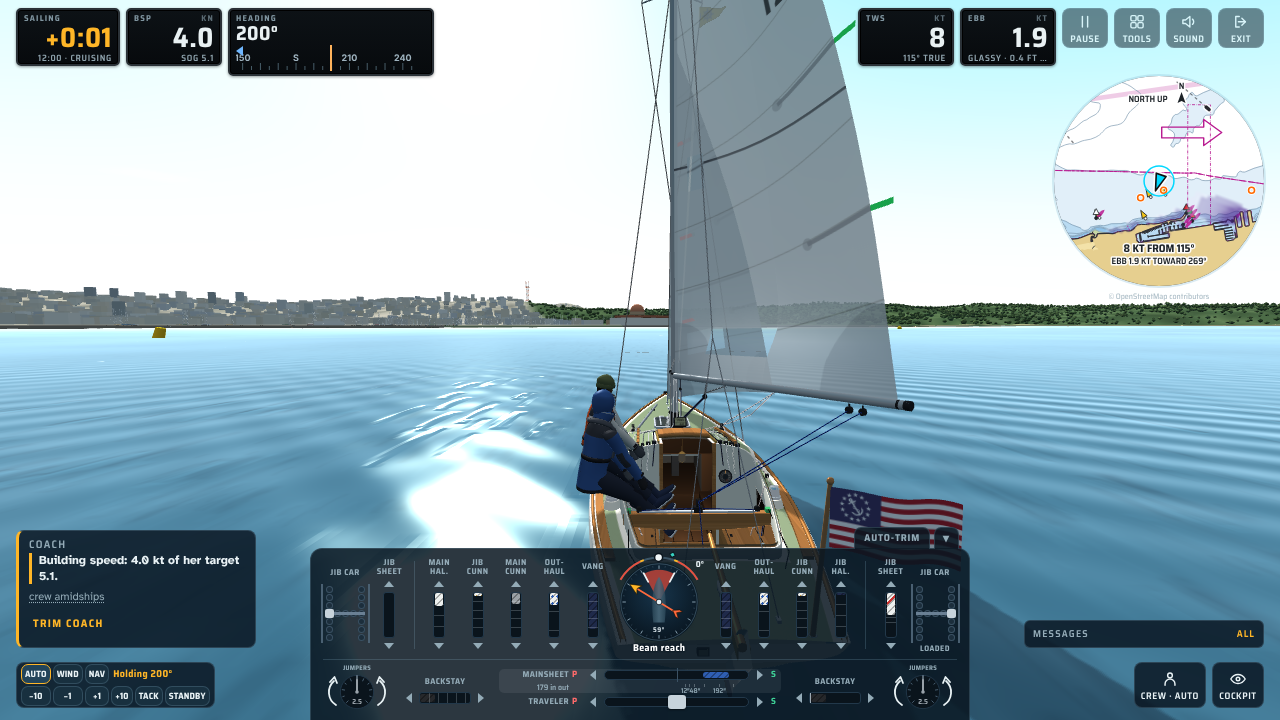 SAILING
+0:01
12:00 · CRUISING
BSP KN
4.0
SOG 5.1
HEADING
200°
150 S 210 240
TWS KT
8
115° TRUE
EBB KT
1.9
GLASSY · 0.4 FT ...
PAUSE
TOOLS
SOUND
EXIT
N
NORTH UP
8 KT FROM 115°
EBB 1.9 KT TOWARD 269°
© OpenStreetMap contributors
COACH
Building speed: 4.0 kt of her target
5.1.
crew amidships
TRIM COACH
AUTO WIND NAV Holding 200°
−10 −1 +1 +10 TACK STANDBY
AUTO-TRIM ▼
JIB CAR
JIB SHEET
MAIN HAL.
JIB CUNN
MAIN CUNN
OUT-HAUL
VANG
0°
59°
Beam reach
VANG
OUT-HAUL
JIB CUNN
JIB HAL.
JIB SHEET
JIB CAR
LOADED
JUMPERS
2.5
BACKSTAY
MAINSHEET P S
179 in out
12°48" 192"
TRAVELER P S
BACKSTAY
JUMPERS
2.5
MESSAGES ALL
CREW · AUTO
COCKPIT